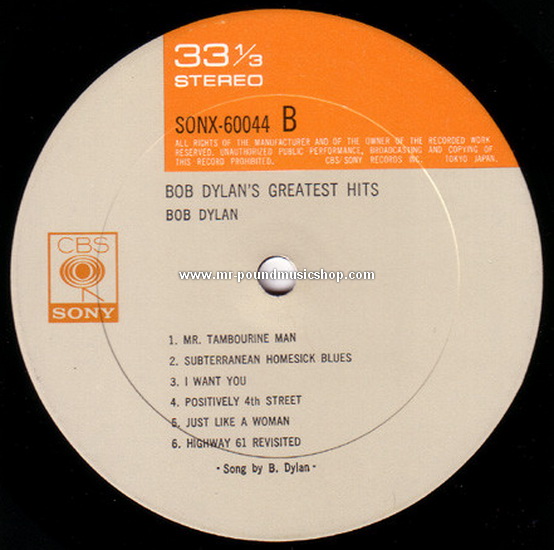 33 1/3
STEREO
SONX-60044 B
ALL RIGHTS OF THE MANUFACTURER AND OF THE OWNER OF THE RECORDED WORK
RESERVED. UNAUTHORIZED PUBLIC PERFORMANCE, BROADCASTING AND COPYING OF
THIS RECORD PROHIBITED. CBS/SONY RECORDS INC. TOKYO JAPAN.
BOB DYLAN'S GREATEST HITS
BOB DYLAN
CBS
SONY
www.mr-poundmusicshop.com
1. MR. TAMBOURINE MAN
2. SUBTERRANEAN HOMESICK BLUES
3. I WANT YOU
4. POSITIVELY 4th STREET
5. JUST LIKE A WOMAN
6. HIGHWAY 61 REVISITED
• Song by B. Dylan •